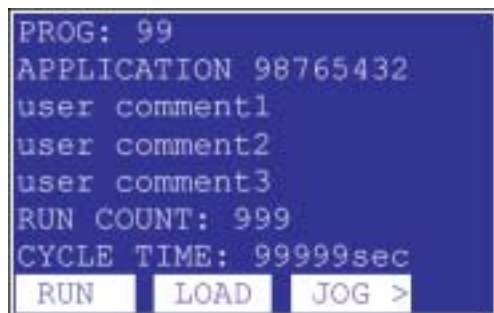 PROG: 99
APPLICATION 98765432
user comment1
user comment2
user comment3
RUN COUNT: 999
CYCLE TIME: 99999sec
RUN LOAD JOG >